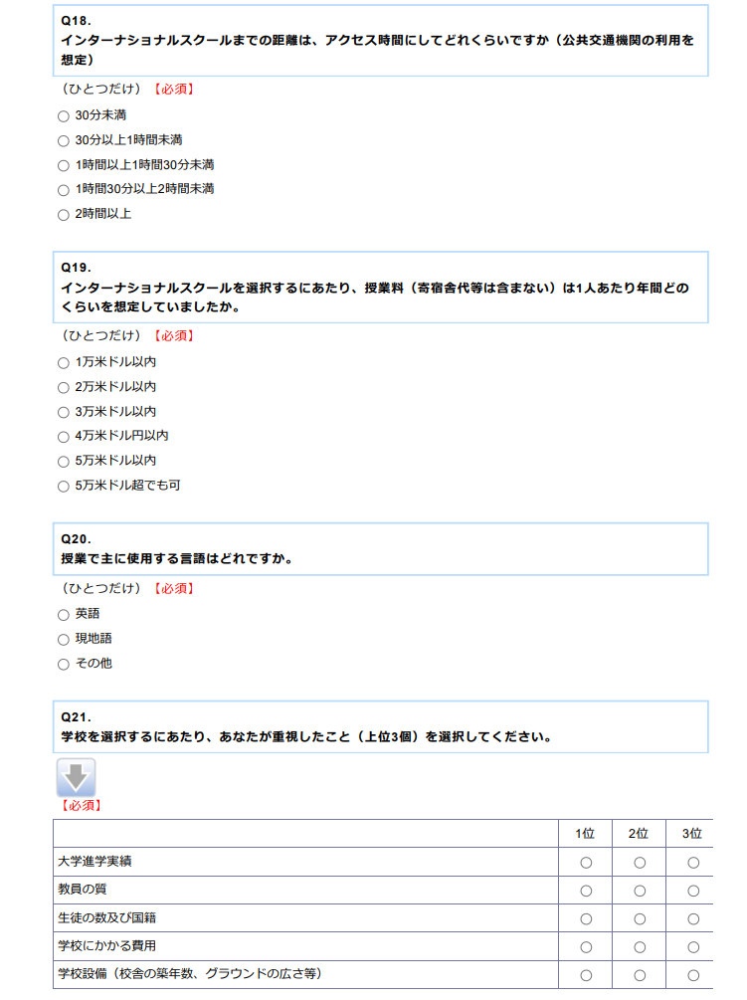 Q18.
インターナショナルスクールまでの距離は、アクセス時間にしてどれくらいですか（公共交通機関の利用を
想定）
（ひとつだけ）【必須】
30分未満
30分以上1時間未満
1時間以上1時間30分未満
1時間30分以上2時間未満
2時間以上
Q19.
インターナショナルスクールを選択するにあたり、授業料（寄宿舎代等は含まない）は1人あたり年間どの
くらいを想定していましたか。
（ひとつだけ）【必須】
1万米ドル以内
2万米ドル以内
3万米ドル以内
4万米ドル円以内
5万米ドル以内
5万米ドル超でも可
Q20.
授業で主に使用する言語はどれですか。
（ひとつだけ）【必須】
英語
現地語
その他
Q21.
学校を選択するにあたり、あなたが重視したこと（上位3個）を選択してください。
【必須】
1位 2位 3位
大学進学実績
教員の質
生徒の数及び国籍
学校にかかる費用
学校設備（校舎の築年数、グラウンドの広さ等）